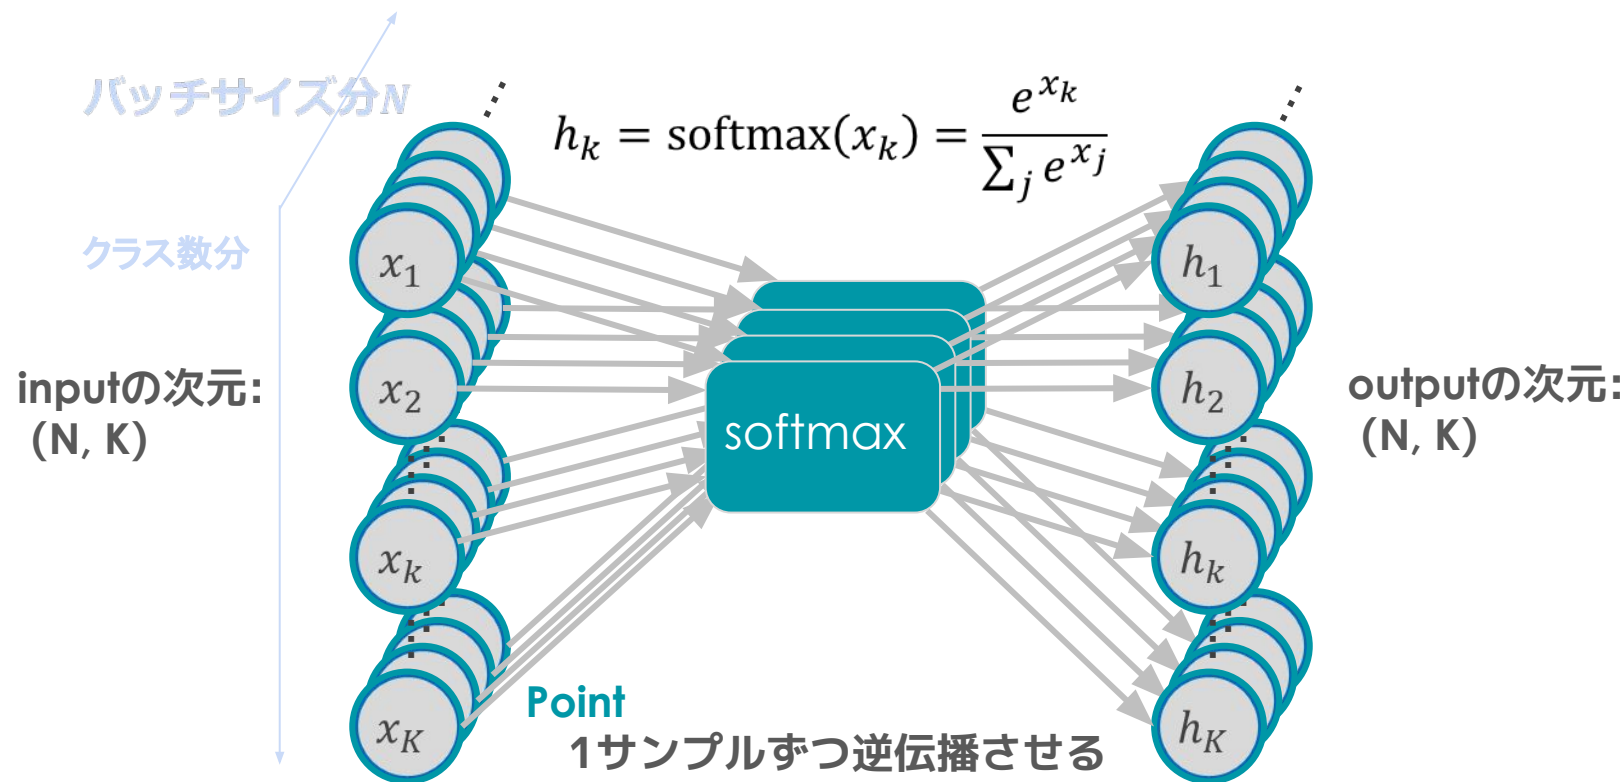 バッチサイズ分N
h_k = softmax(x_k) = e^{x_k} / ∑_j e^{x_j}
クラス数分
x_1
h_1
inputの次元:
(N, K)
x_2
softmax
h_2
outputの次元:
(N, K)
x_k
h_k
Point
1サンプルずつ逆伝播させる
x_K
h_K